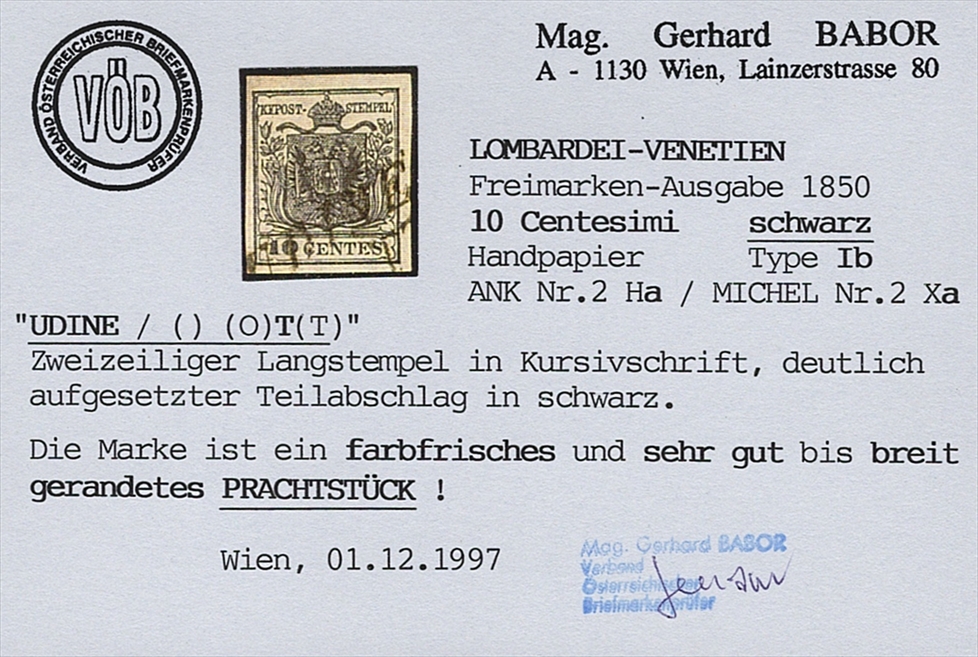 VERBAND ÖSTERREICHISCHER BRIEFMARKENPRÜFER
VÖB
Mag. Gerhard BABOR
A - 1130 Wien, Lainzerstrasse 80
KKPOST-STEMPEL
10 CENTES
LOMBARDEI-VENETIEN
Freimarken-Ausgabe 1850
10 Centesimi schwarz
Handpapier Type Ib
ANK Nr.2 Ha / MICHEL Nr.2 Xa
"UDINE / () (O)T(T)"
Zweizeiliger Langstempel in Kursivschrift, deutlich
aufgesetzter Teilabschlag in schwarz.
Die Marke ist ein farbfrisches und sehr gut bis breit
gerandetes PRACHTSTÜCK !
Wien, 01.12.1997
Mag. Gerhard BABOR
Verband
Österreichischer
Briefmarkenprüfer